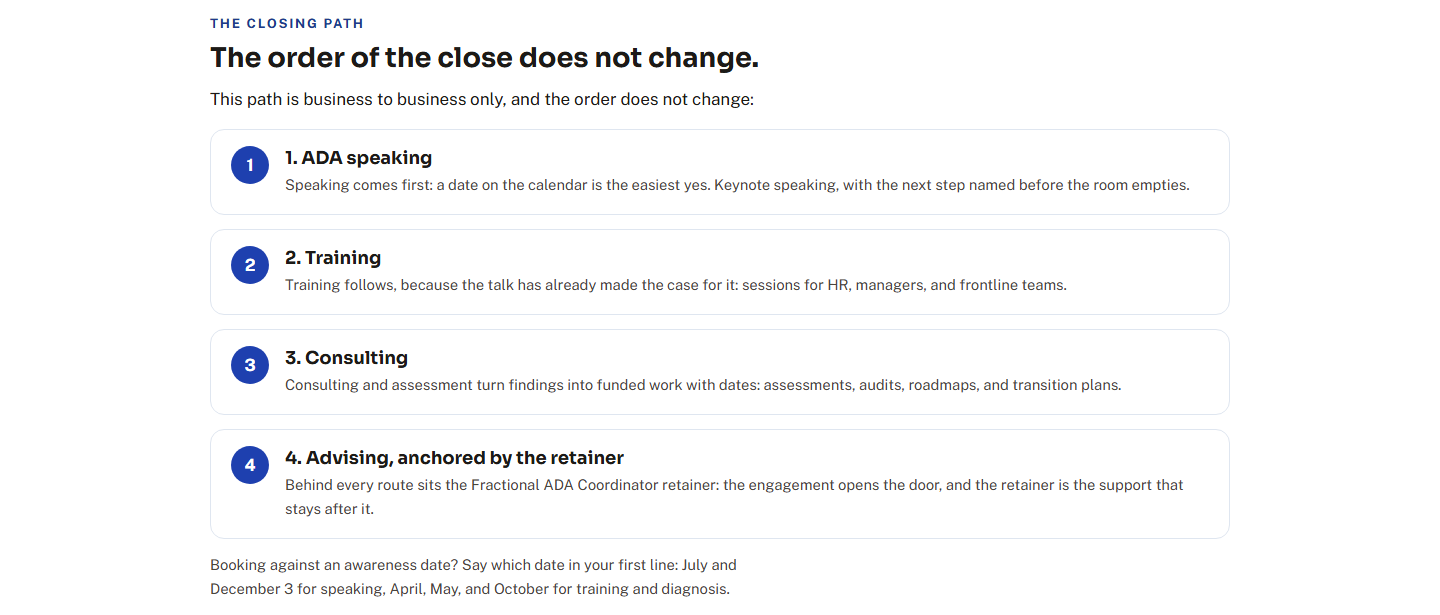 THE CLOSING PATH
The order of the close does not change.
This path is business to business only, and the order does not change:
1
1. ADA speaking
Speaking comes first: a date on the calendar is the easiest yes. Keynote speaking, with the next step named before the room empties.
2
2. Training
Training follows, because the talk has already made the case for it: sessions for HR, managers, and frontline teams.
3
3. Consulting
Consulting and assessment turn findings into funded work with dates: assessments, audits, roadmaps, and transition plans.
4
4. Advising, anchored by the retainer
Behind every route sits the Fractional ADA Coordinator retainer: the engagement opens the door, and the retainer is the support that
stays after it.
Booking against an awareness date? Say which date in your first line: July and
December 3 for speaking, April, May, and October for training and diagnosis.